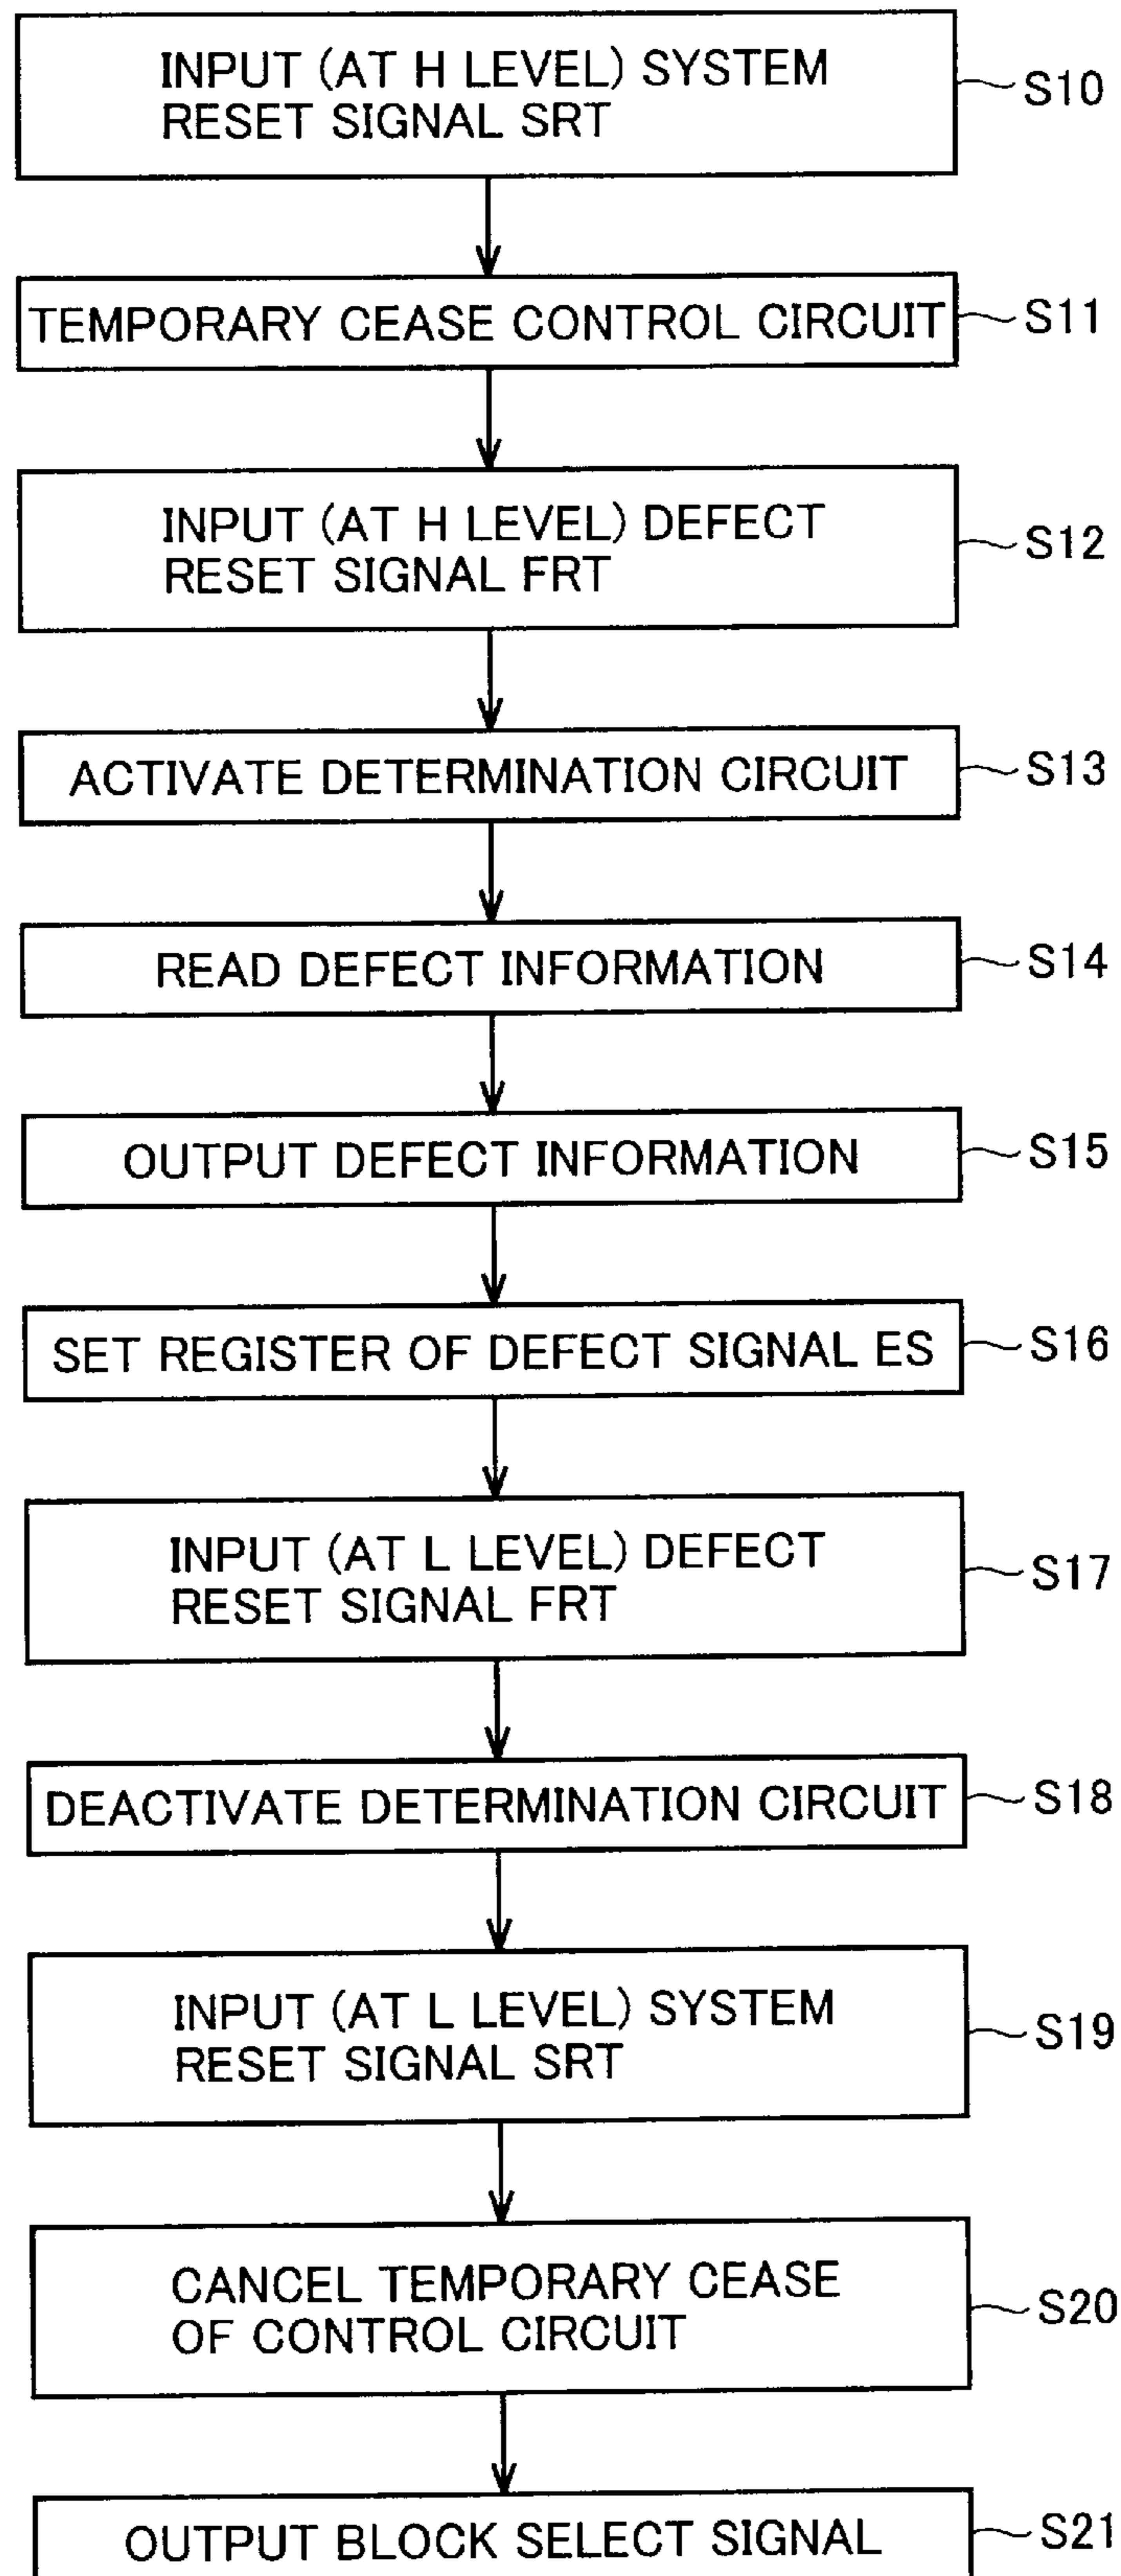 INPUT (AT H LEVEL) SYSTEM
RESET SIGNAL SRT
S10
TEMPORARY CEASE CONTROL CIRCUIT
S11
INPUT (AT H LEVEL) DEFECT
RESET SIGNAL FRT
S12
ACTIVATE DETERMINATION CIRCUIT
S13
READ DEFECT INFORMATION
S14
OUTPUT DEFECT INFORMATION
S15
SET REGISTER OF DEFECT SIGNAL ES
S16
INPUT (AT L LEVEL) DEFECT
RESET SIGNAL FRT
S17
DEACTIVATE DETERMINATION CIRCUIT
S18
INPUT (AT L LEVEL) SYSTEM
RESET SIGNAL SRT
S19
CANCEL TEMPORARY CEASE
OF CONTROL CIRCUIT
S20
OUTPUT BLOCK SELECT SIGNAL
S21